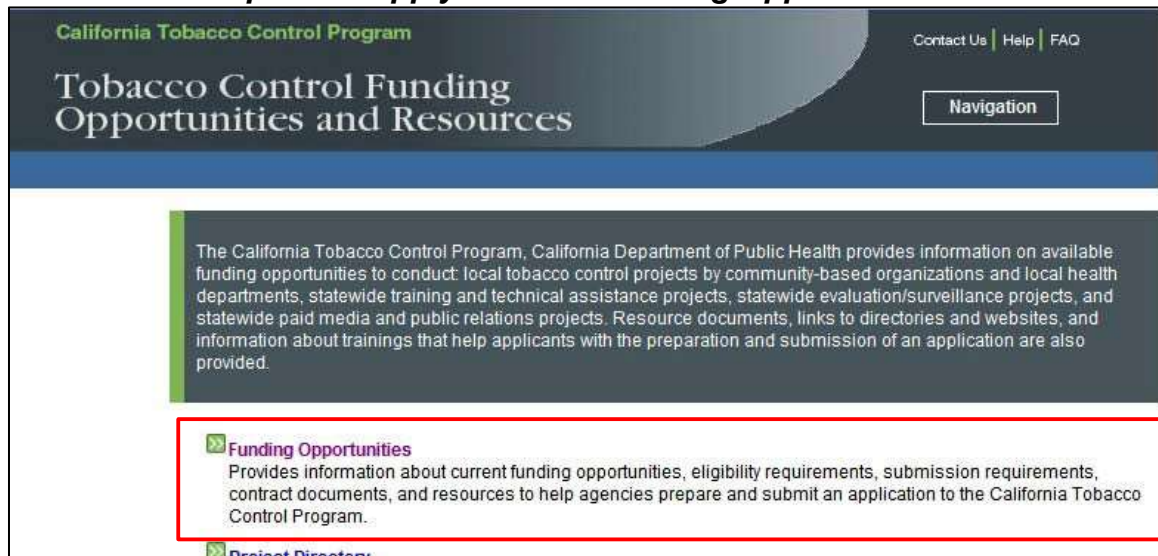 California Tobacco Control Program
Contact Us | Help | FAQ
Tobacco Control Funding
Opportunities and Resources
Navigation
The California Tobacco Control Program, California Department of Public Health provides information on available
funding opportunities to conduct: local tobacco control projects by community-based organizations and local health
departments, statewide training and technical assistance projects, statewide evaluation/surveillance projects, and
statewide paid media and public relations projects. Resource documents, links to directories and websites, and
information about trainings that help applicants with the preparation and submission of an application are also
provided.
Funding Opportunities
Provides information about current funding opportunities, eligibility requirements, submission requirements,
contract documents, and resources to help agencies prepare and submit an application to the California Tobacco
Control Program.
Project Directory